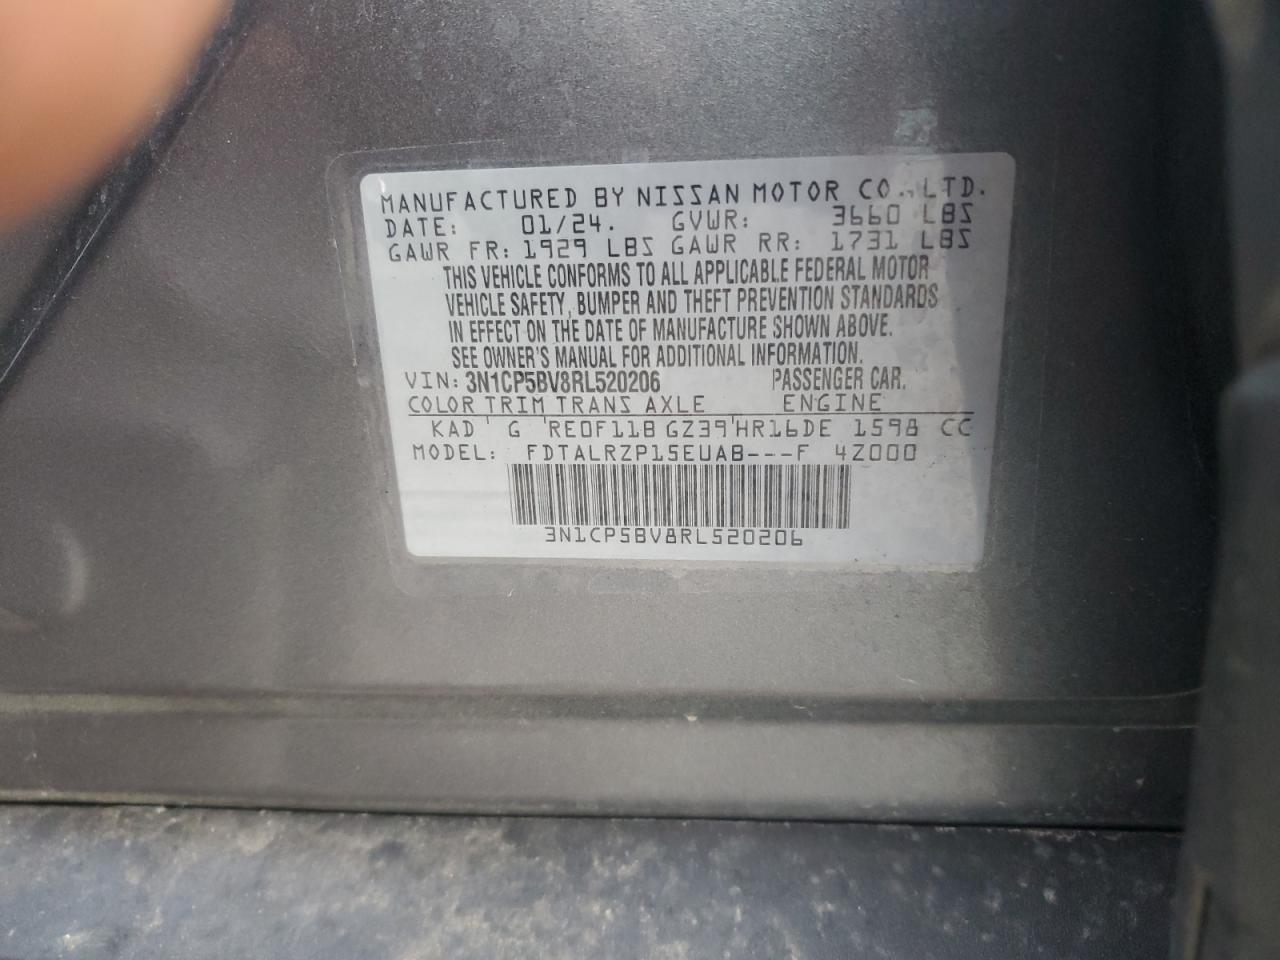 MANUFACTURED BY NISSAN MOTOR CO.,LTD.
DATE: 01/24. GVWR: 3660 LBS
GAWR FR: 1929 LBS GAWR RR: 1731 LBS
THIS VEHICLE CONFORMS TO ALL APPLICABLE FEDERAL MOTOR
VEHICLE SAFETY, BUMPER AND THEFT PREVENTION STANDARDS
IN EFFECT ON THE DATE OF MANUFACTURE SHOWN ABOVE.
SEE OWNER'S MANUAL FOR ADDITIONAL INFORMATION.
VIN: 3N1CP5BV8RL520206 PASSENGER CAR.
COLOR TRIM TRANS AXLE ENGINE
KAD G RE0F11B GZ39 HR16DE 1598 CC
MODEL: FDTALRZP15EUAB---F 4Z000
3N1CP5BV8RL520206